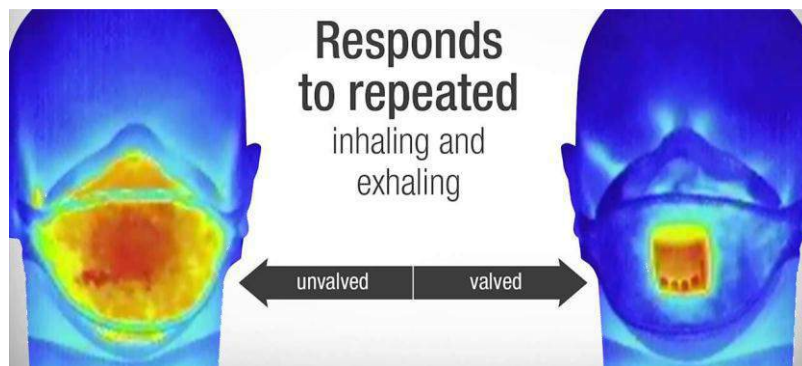 Responds
to repeated
inhaling and
exhaling
unvalved
valved